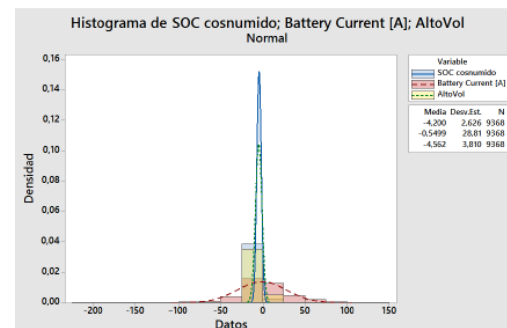 Histograma de SOC cosnumido; Battery Current [A]; AltoVol
Normal
Variable
SOC cosnumido
Battery Current [A]
AltoVol
Media Desv.Est. N
-4,200 2,626 9368
-0.5499 28,81 9368
-4,562 3,810 9368
Densidad
0,16
0,14
0,12
0,10
0,08
0,06
0,04
0,02
0,00
-200 -150 -100 -50 0 50 100 150
Datos